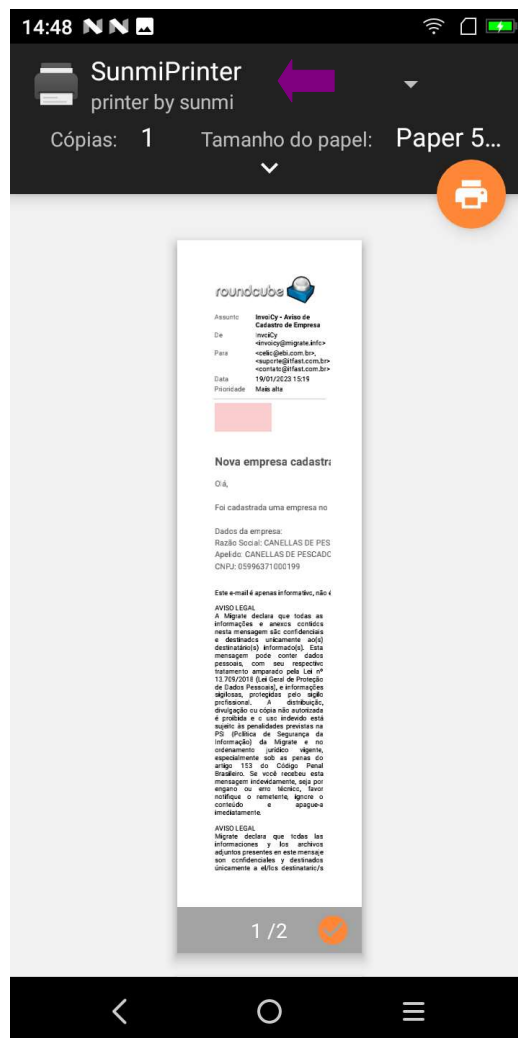 14:48
SunmiPrinter
printer by sunmi
Cópias: 1 Tamanho do papel: Paper 5...
roundcube
Assunto InvoiCy - Aviso de
Cadastro de Empresa
De InvoiCy
<invoicy@migrate.info>
Para <celic@ebi.com.br>,
<suporte@itfast.com.br>
<contato@itfast.com.br>
Data 19/01/2023 15:19
Prioridade Mais alta
Nova empresa cadastra
Olá,
Foi cadastrada uma empresa no
Dados da empresa:
Razão Social: CANELLAS DE PES
Apelido: CANELLAS DE PESCADO
CNPJ: 05996371000199
Este e-mail é apenas informativo, não é
AVISO LEGAL
A Migrate declara que todas as
informações e anexos contidos
nesta mensagem são confidenciais
e destinados unicamente ao(s)
destinatário(s) informado(s). Esta
mensagem pode conter dados
pessoais, com seu respectivo
tratamento amparado pela Lei nº
13.709/2018 (Lei Geral de Proteção
de Dados Pessoais), e informações
sigilosas, protegidas pelo sigilo
profissional. A distribuição,
divulgação ou cópia não autorizada
é proibida e o uso indevido está
sujeito às penalidades previstas na
PSI (Política de Segurança da
Informação) da Migrate e no
ordenamento jurídico vigente,
especialmente sob as penas do
artigo 153 do Código Penal
Brasileiro. Se você recebeu esta
mensagem indevidamente, seja por
engano ou erro técnico, favor
notifique o remetente, ignore o
conteúdo e apague-a
imediatamente.
AVISO LEGAL
Migrate declara que todas las
informaciones y los archivos
adjuntos presentes en este mensaje
son confidenciales y destinados
únicamente a el/los destinatario/s
1 /2